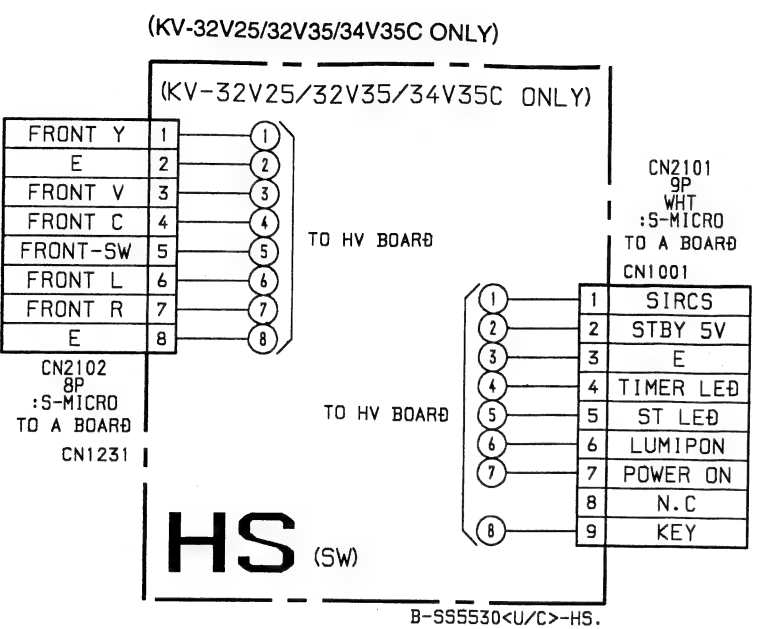 (KV-32V25/32V35/34V35C ONLY)
(KV-32V25/32V35/34V35C ONLY)
FRONT Y 1 1
E 2 2
FRONT V 3 3
FRONT C 4 4
FRONT-SW 5 5
FRONT L 6 6
FRONT R 7 7
E 8 8
TO HV BOARD
CN2102
8P
:S-MICRO
TO A BOARD
CN1231
CN2101
9P
WHT
:S-MICRO
TO A BOARD
CN1001
1 1 SIRCS
2 2 STBY 5V
3 3 E
4 4 TIMER LED
5 5 ST LED
6 6 LUMIPON
7 7 POWER ON
8 N.C
8 9 KEY
TO HV BOARD
HS (SW)
B-SS5530<U/C>-HS.